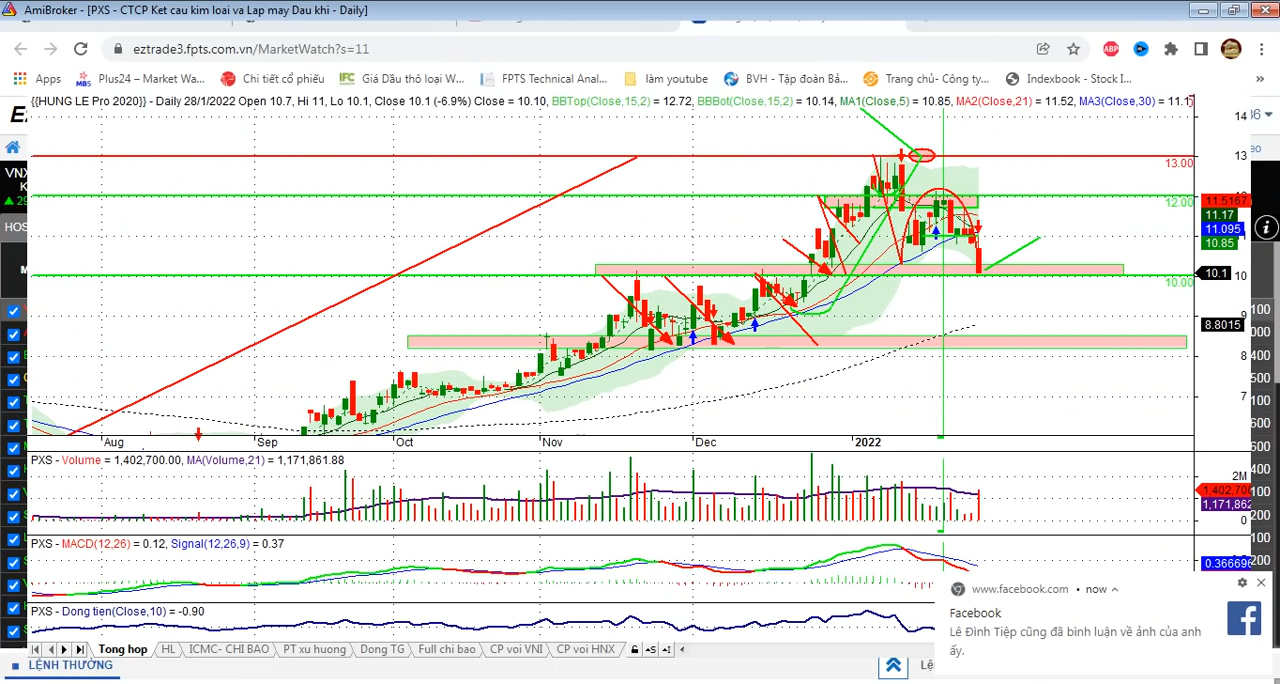 AmiBroker - [PXS - CTCP Ket cau kim loai va Lap may Dau khi - Daily]
eztrade3.fpts.com.vn/MarketWatch?s=11
ABP
Apps
MBS
Plus24 – Market Wa...
Chi tiết cổ phiếu
IFC
Giá Dầu thô loại W...
FPTS Technical Anal...
làm youtube
BVH - Tập đoàn Bả...
Trang chủ- Công ty...
Indexbook - Stock I...
»
{{HUNG LE Pro 2020}} - Daily 28/1/2022 Open 10.7, Hi 11, Lo 10.1, Close 10.1 (-6.9%) Close = 10.10, BBTop(Close,15,2) = 12.72, BBBot(Close,15,2) = 10.14, MA1(Close,5) = 10.85, MA2(Close,21) = 11.52, MA3(Close,30) = 11.17
14
13
13.00
12.00
11.5167
11.17
11.095
10.85
10.1
10
10.00
8.8015
8
7
VNX
HOS
Aug
Sep
Oct
Nov
Dec
2022
PXS - Volume = 1,402,700.00, MA(Volume,21) = 1,171,861.88
2M
1,402,700
1,171,862
0
PXS - MACD(12,26) = 0.12, Signal(12,26,9) = 0.37
0.366696
PXS - Dong tien(Close,10) = -0.90
www.facebook.com • now
Facebook
Lê Đình Tiệp cũng đã bình luận về ảnh của anh
ấy.
Tong hop
HL
ICMC- CHI BAO
PT xu huong
Dong TG
Full chi bao
CP voi VNI
CP voi HNX
LỆNH THƯỜNG
Lệ